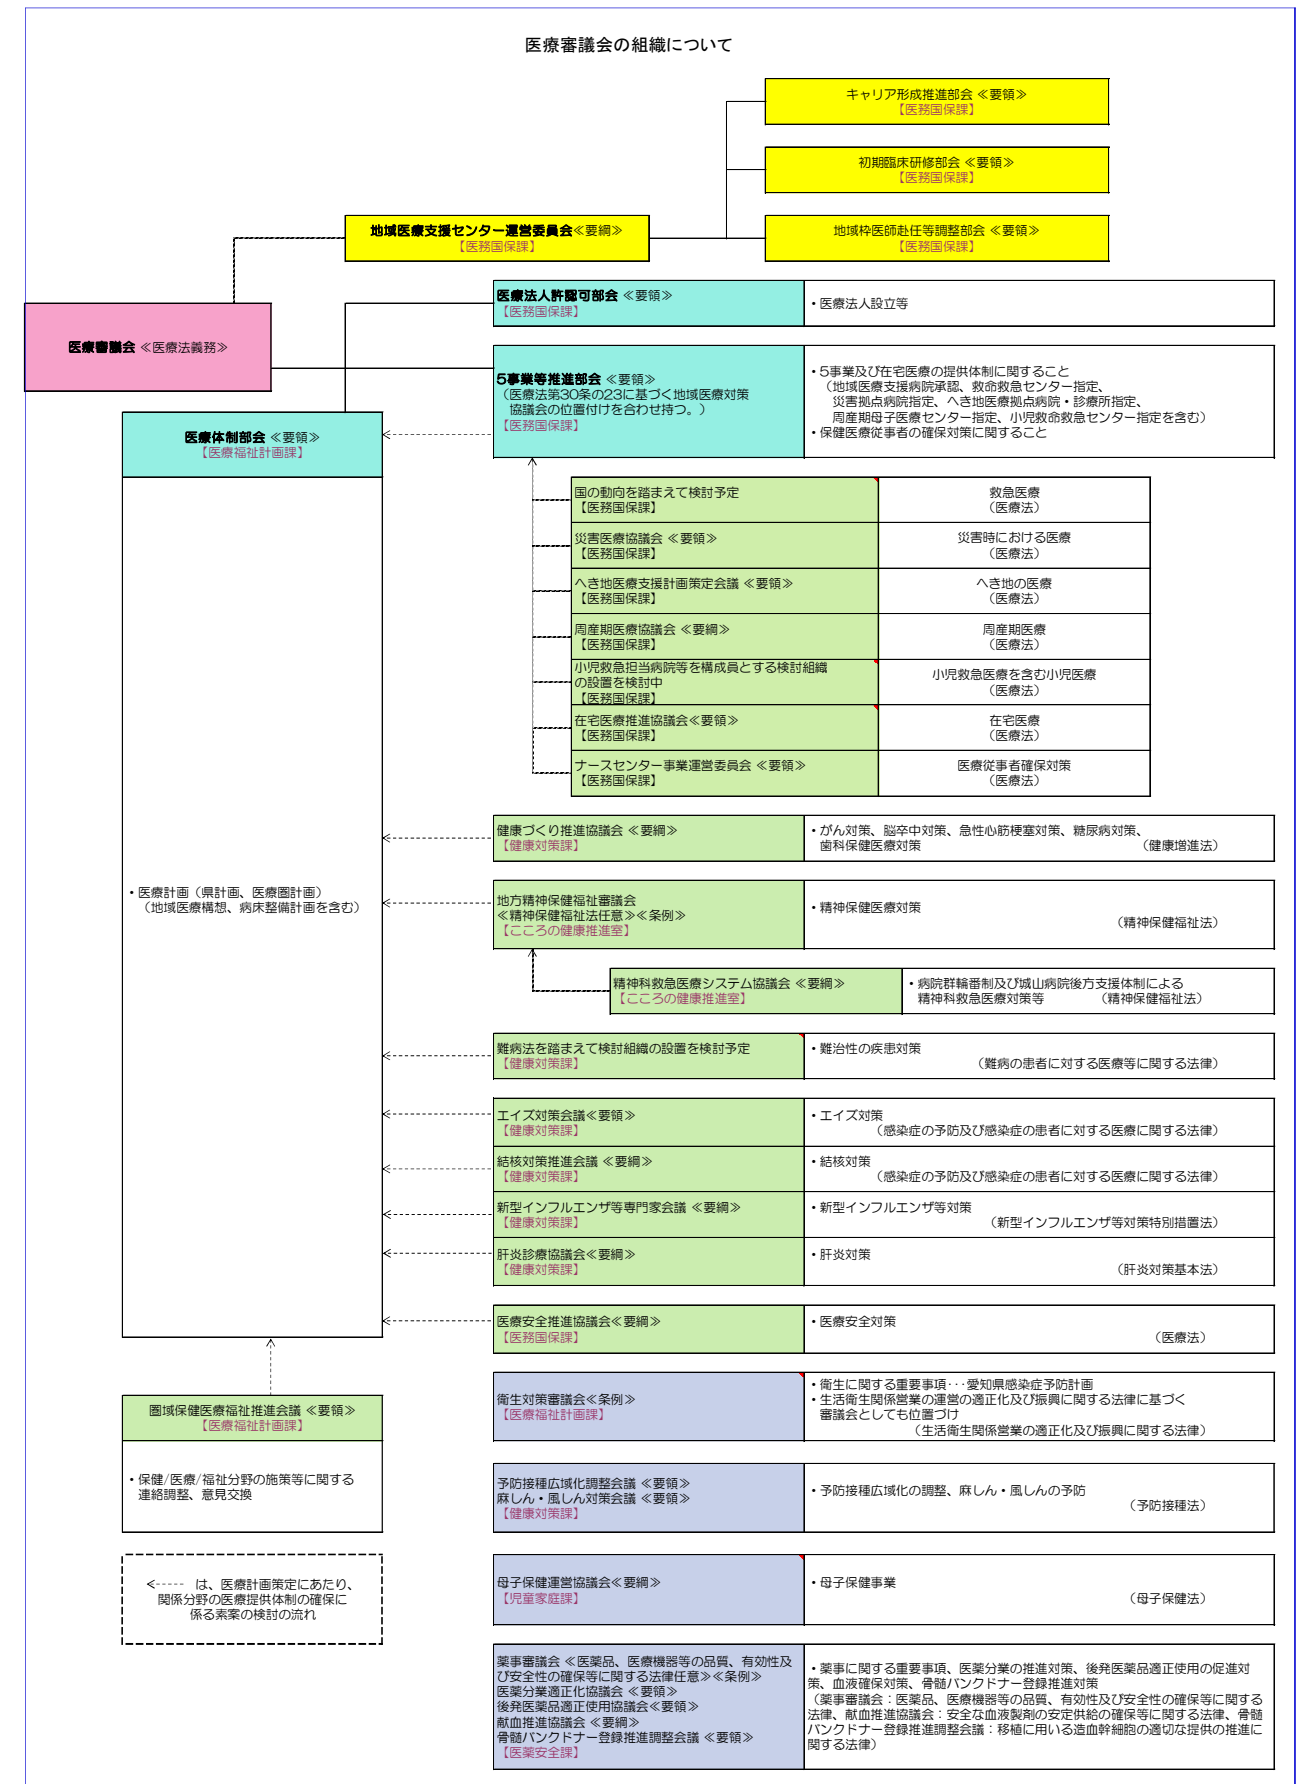 医療審議会の組織について
キャリア形成推進部会 ≪要領≫
【医務国保課】
初期臨床研修部会 ≪要領≫
【医務国保課】
地域医療支援センター運営委員会≪要綱≫
【医務国保課】
地域枠医師赴任等調整部会 ≪要領≫
【医務国保課】
医療法人許認可部会 ≪要領≫
【医務国保課】
・医療法人設立等
医療審議会 ≪医療法義務≫
5事業等推進部会 ≪要領≫
（医療法第30条の23に基づく地域医療対策
協議会の位置付けを合わせ持つ。）
【医務国保課】
・5事業及び在宅医療の提供体制に関すること
（地域医療支援病院承認、救命救急センター指定、
災害拠点病院指定、へき地医療拠点病院・診療所指定、
周産期母子医療センター指定、小児救命救急センター指定を含む）
・保健医療従事者の確保対策に関すること
医療体制部会 ≪要領≫
【医療福祉計画課】
国の動向を踏まえて検討予定
【医務国保課】
救急医療
（医療法）
災害医療協議会 ≪要領≫
【医務国保課】
災害時における医療
（医療法）
へき地医療支援計画策定会議 ≪要領≫
【医務国保課】
へき地の医療
（医療法）
周産期医療協議会 ≪要綱≫
【医務国保課】
周産期医療
（医療法）
小児救急担当病院等を構成員とする検討組織
の設置を検討中
【医務国保課】
小児救急医療を含む小児医療
（医療法）
在宅医療推進協議会≪要領≫
【医務国保課】
在宅医療
（医療法）
ナースセンター事業運営委員会 ≪要領≫
【医務国保課】
医療従事者確保対策
（医療法）
健康づくり推進協議会 ≪要綱≫
【健康対策課】
・がん対策、脳卒中対策、急性心筋梗塞対策、糖尿病対策、
歯科保健医療対策　（健康増進法）
・医療計画（県計画、医療圏計画）
（地域医療構想、病床整備計画を含む）
地方精神保健福祉審議会
≪精神保健福祉法任意≫≪条例≫
【こころの健康推進室】
・精神保健医療対策
（精神保健福祉法）
精神科救急医療システム協議会 ≪要綱≫
【こころの健康推進室】
・病院群輪番制及び城山病院後方支援体制による
精神科救急医療対策等　（精神保健福祉法）
難病法を踏まえて検討組織の設置を検討予定
【健康対策課】
・難治性の疾患対策
（難病の患者に対する医療等に関する法律）
エイズ対策会議≪要領≫
【健康対策課】
・エイズ対策
（感染症の予防及び感染症の患者に対する医療に関する法律）
結核対策推進会議 ≪要綱≫
【健康対策課】
・結核対策
（感染症の予防及び感染症の患者に対する医療に関する法律）
新型インフルエンザ等専門家会議 ≪要綱≫
【健康対策課】
・新型インフルエンザ等対策
（新型インフルエンザ等対策特別措置法）
肝炎診療協議会≪要綱≫
【健康対策課】
・肝炎対策
（肝炎対策基本法）
医療安全推進協議会≪要綱≫
【医務国保課】
・医療安全対策
（医療法）
圏域保健医療福祉推進会議 ≪要領≫
【医療福祉計画課】
・保健/医療/福祉分野の施策等に関する
連絡調整、意見交換
衛生対策審議会≪条例≫
【医療福祉計画課】
・衛生に関する重要事項･･･愛知県感染症予防計画
・生活衛生関係営業の運営の適正化及び振興に関する法律に基づく
審議会としても位置づけ
（生活衛生関係営業の適正化及び振興に関する法律）
予防接種広域化調整会議 ≪要領≫
麻しん・風しん対策会議 ≪要領≫
【健康対策課】
・予防接種広域化の調整、麻しん・風しんの予防
（予防接種法）
<----- は、医療計画策定にあたり、
関係分野の医療提供体制の確保に
係る素案の検討の流れ
母子保健運営協議会≪要綱≫
【児童家庭課】
・母子保健事業
（母子保健法）
薬事審議会 ≪医薬品、医療機器等の品質、有効性及
び安全性の確保等に関する法律任意≫≪条例≫
医薬分業適正化協議会 ≪要領≫
後発医薬品適正使用協議会≪要領≫
献血推進協議会 ≪要綱≫
骨髄バンクドナー登録推進調整会議 ≪要領≫
【医薬安全課】
・薬事に関する重要事項、医薬分業の推進対策、後発医薬品適正使用の促進対
策、血液確保対策、骨髄バンクドナー登録推進対策
（薬事審議会：医薬品、医療機器等の品質、有効性及び安全性の確保等に関する
法律、献血推進協議会：安全な血液製剤の安定供給の確保等に関する法律、骨髄
バンクドナー登録推進調整会議：移植に用いる造血幹細胞の適切な提供の推進に
関する法律）